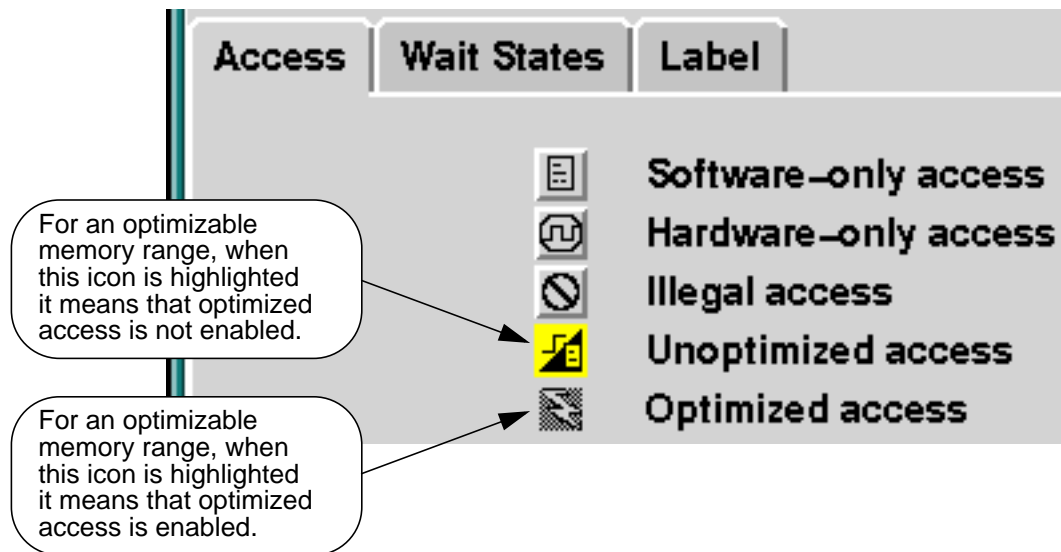 Access
Wait States
Label
Software-only access
Hardware-only access
Illegal access
Unoptimized access
Optimized access
For an optimizable
memory range, when
this icon is highlighted
it means that optimized
access is not enabled.
For an optimizable
memory range, when
this icon is highlighted
it means that optimized
access is enabled.